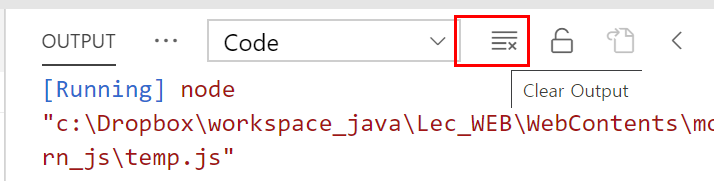 OUTPUT ... Code
Clear Output
[Running] node
"c:\Dropbox\workspace_java\Lec_WEB\WebContents\mo
rn_js\temp.js"